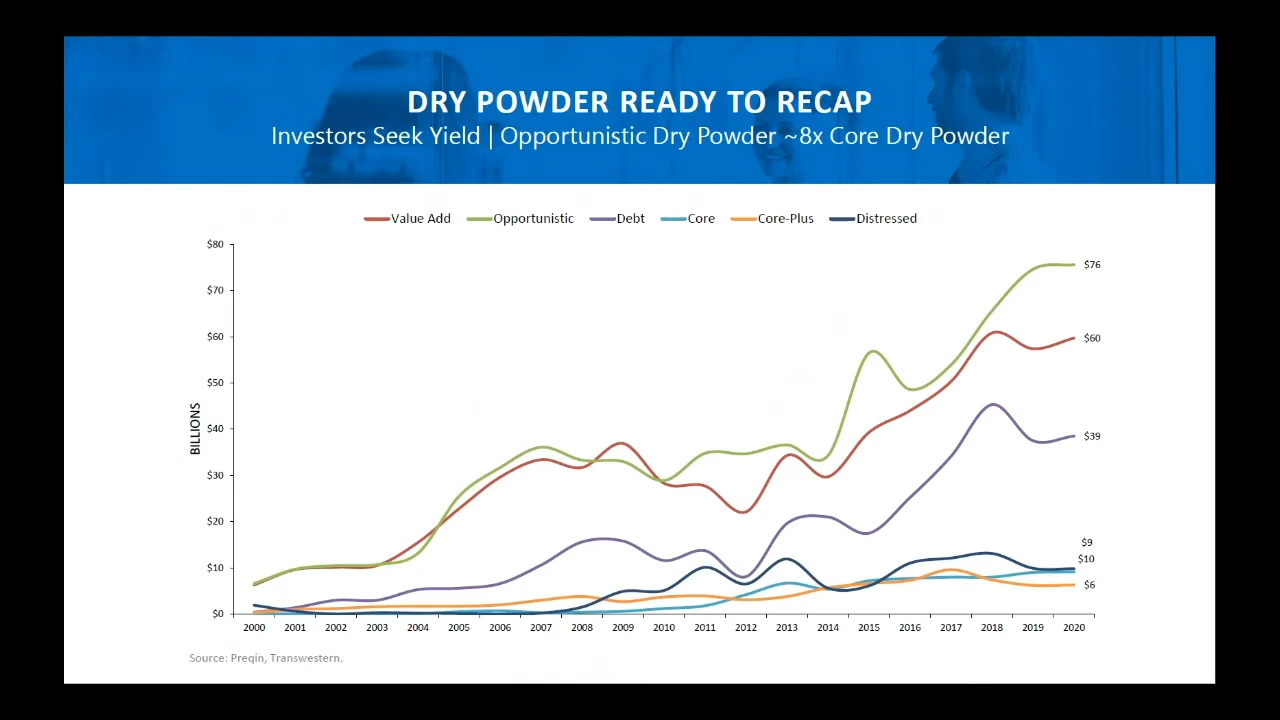 DRY POWDER READY TO RECAP
Investors Seek Yield | Opportunistic Dry Powder ~8x Core Dry Powder
Value Add Opportunistic Debt Core Core-Plus Distressed
$80
$70
$60
$50
$40
$30
$20
$10
$0
BILLIONS
$76
$60
$39
$9
$10
$6
2000 2001 2002 2003 2004 2005 2006 2007 2008 2009 2010 2011 2012 2013 2014 2015 2016 2017 2018 2019 2020
Source: Preqin, Transwestern.